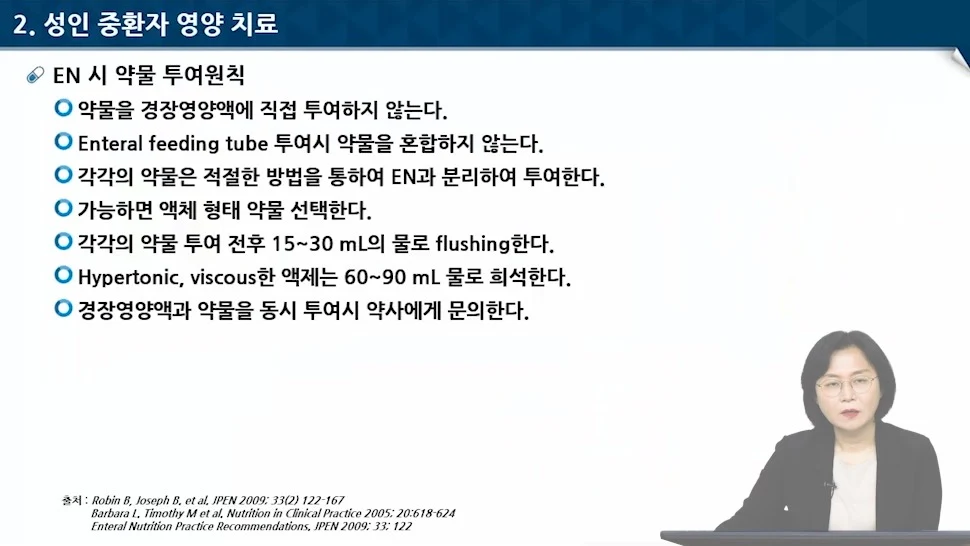 2. 성인 중환자 영양 치료
EN 시 약물 투여원칙
약물을 경장영양액에 직접 투여하지 않는다.
Enteral feeding tube 투여시 약물을 혼합하지 않는다.
각각의 약물은 적절한 방법을 통하여 EN과 분리하여 투여한다.
가능하면 액체 형태 약물 선택한다.
각각의 약물 투여 전후 15~30 mL의 물로 flushing한다.
Hypertonic, viscous한 액제는 60~90 mL 물로 희석한다.
경장영양액과 약물을 동시 투여시 약사에게 문의한다.
출처 : Robin B, Joseph B. et al. JPEN 2009; 33(2) 122-167
Barbara L, Timothy M et al. Nutrition in Clinical Practice 2005; 20:618-624
Enteral Nutrition Practice Recommendations, JPEN 2009; 33; 122